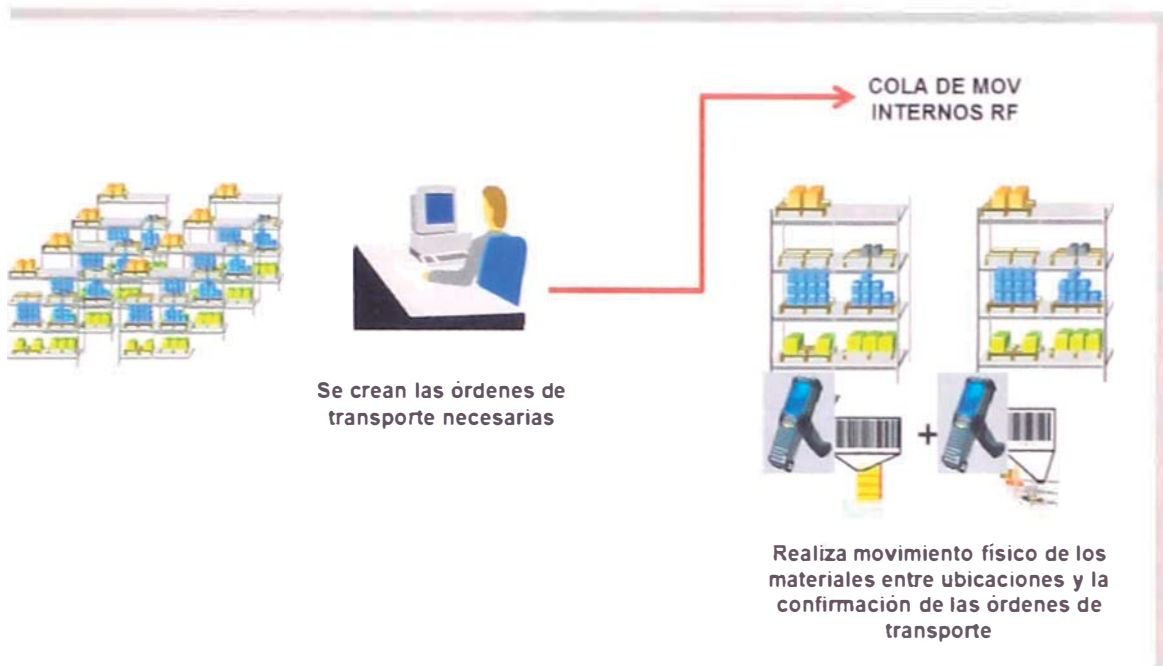 COLA DE MOV
INTERNOS RF
Se crean las órdenes de
transporte necesarias
+
Realiza movimiento físico de los
materiales entre ubicaciones y la
confirmación de las órdenes de
transporte